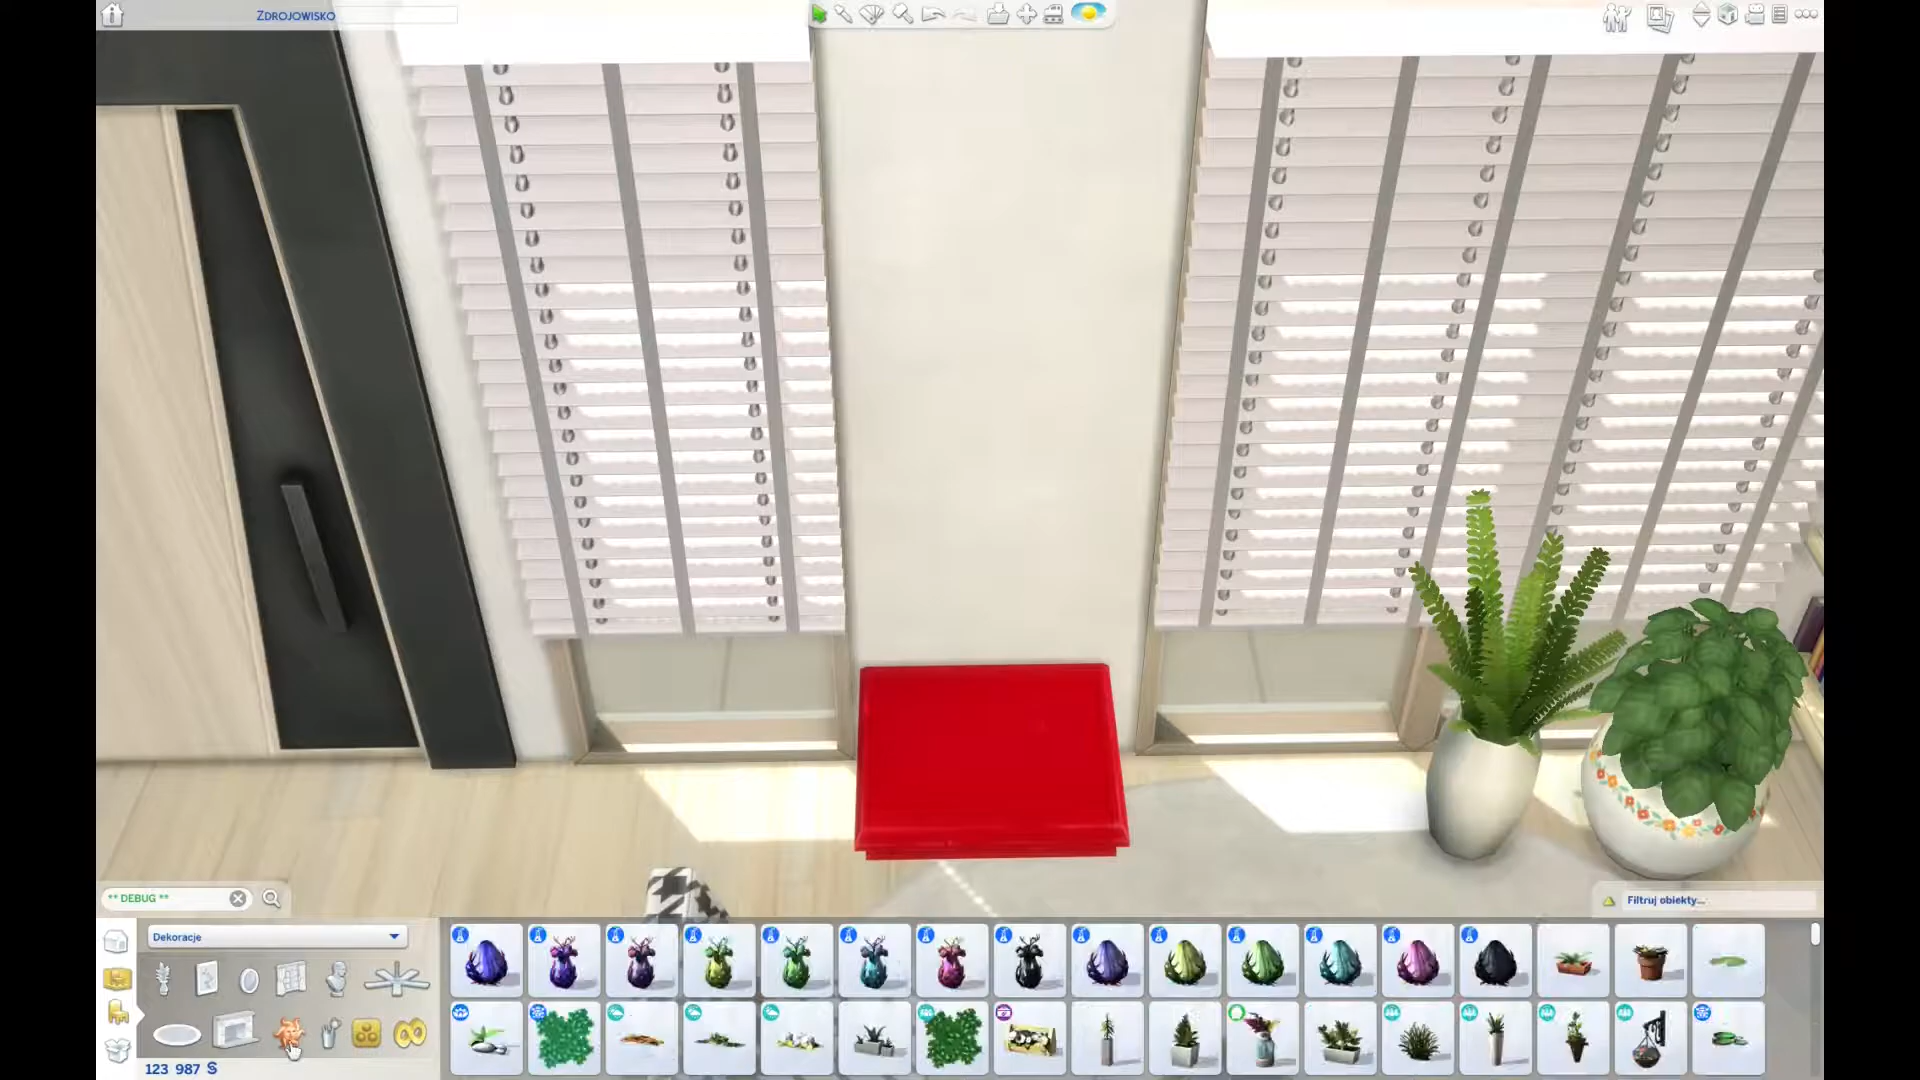 ZDROJOWISKO
** DEBUG **
Filtruj obiekty...
Dekoracje
123 987 $